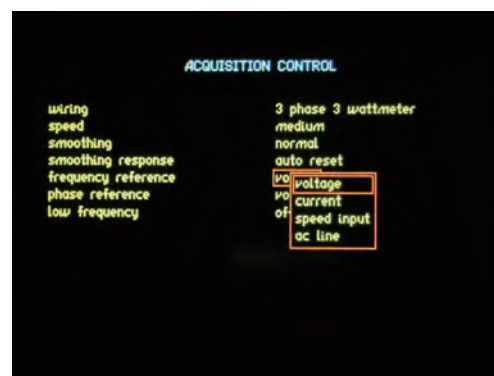 ACQUISITION CONTROL
wiring 3 phase 3 wattmeter
speed medium
smoothing normal
smoothing response auto reset
frequency reference vo
phase reference vo
low frequency of
voltage
current
speed input
ac line